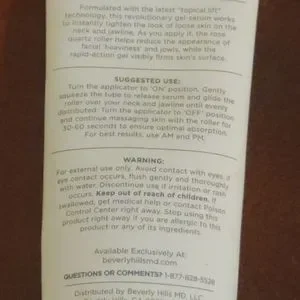 Formulated with the latest "topical lift"
technology, this revolutionary gel-serum works
to instantly tighten the look of loose skin on the
neck and jawline. As you apply it, the rose
quartz roller helps reduce the appearance of
facial 'heaviness' and jowls, while the
rapid-action gel visibly firms skin's surface.
SUGGESTED USE:
Turn the applicator to 'ON' position. Gently
squeeze the tube to release serum and glide the
roller over your neck and jawline until evenly
distributed. Turn the applicator to 'OFF' position
and continue massaging skin with the roller for
30-60 seconds to ensure optimal absorption.
For best results, use AM and PM.
WARNING:
For external use only. Avoid contact with eyes. If
eye contact occurs, flush gently and thoroughly
with water. Discontinue use if irritation or rash
occurs. Keep out of reach of children. If
swallowed, get medical help or contact Poison
Control Center right away. Stop using this
product right away if you are allergic to this
product.
Available Exclusively At:
beverlyhillsmd.com
QUESTIONS OR COMMENTS? 1-877-828-5528
Distributed by Beverly Hills MD, LLC